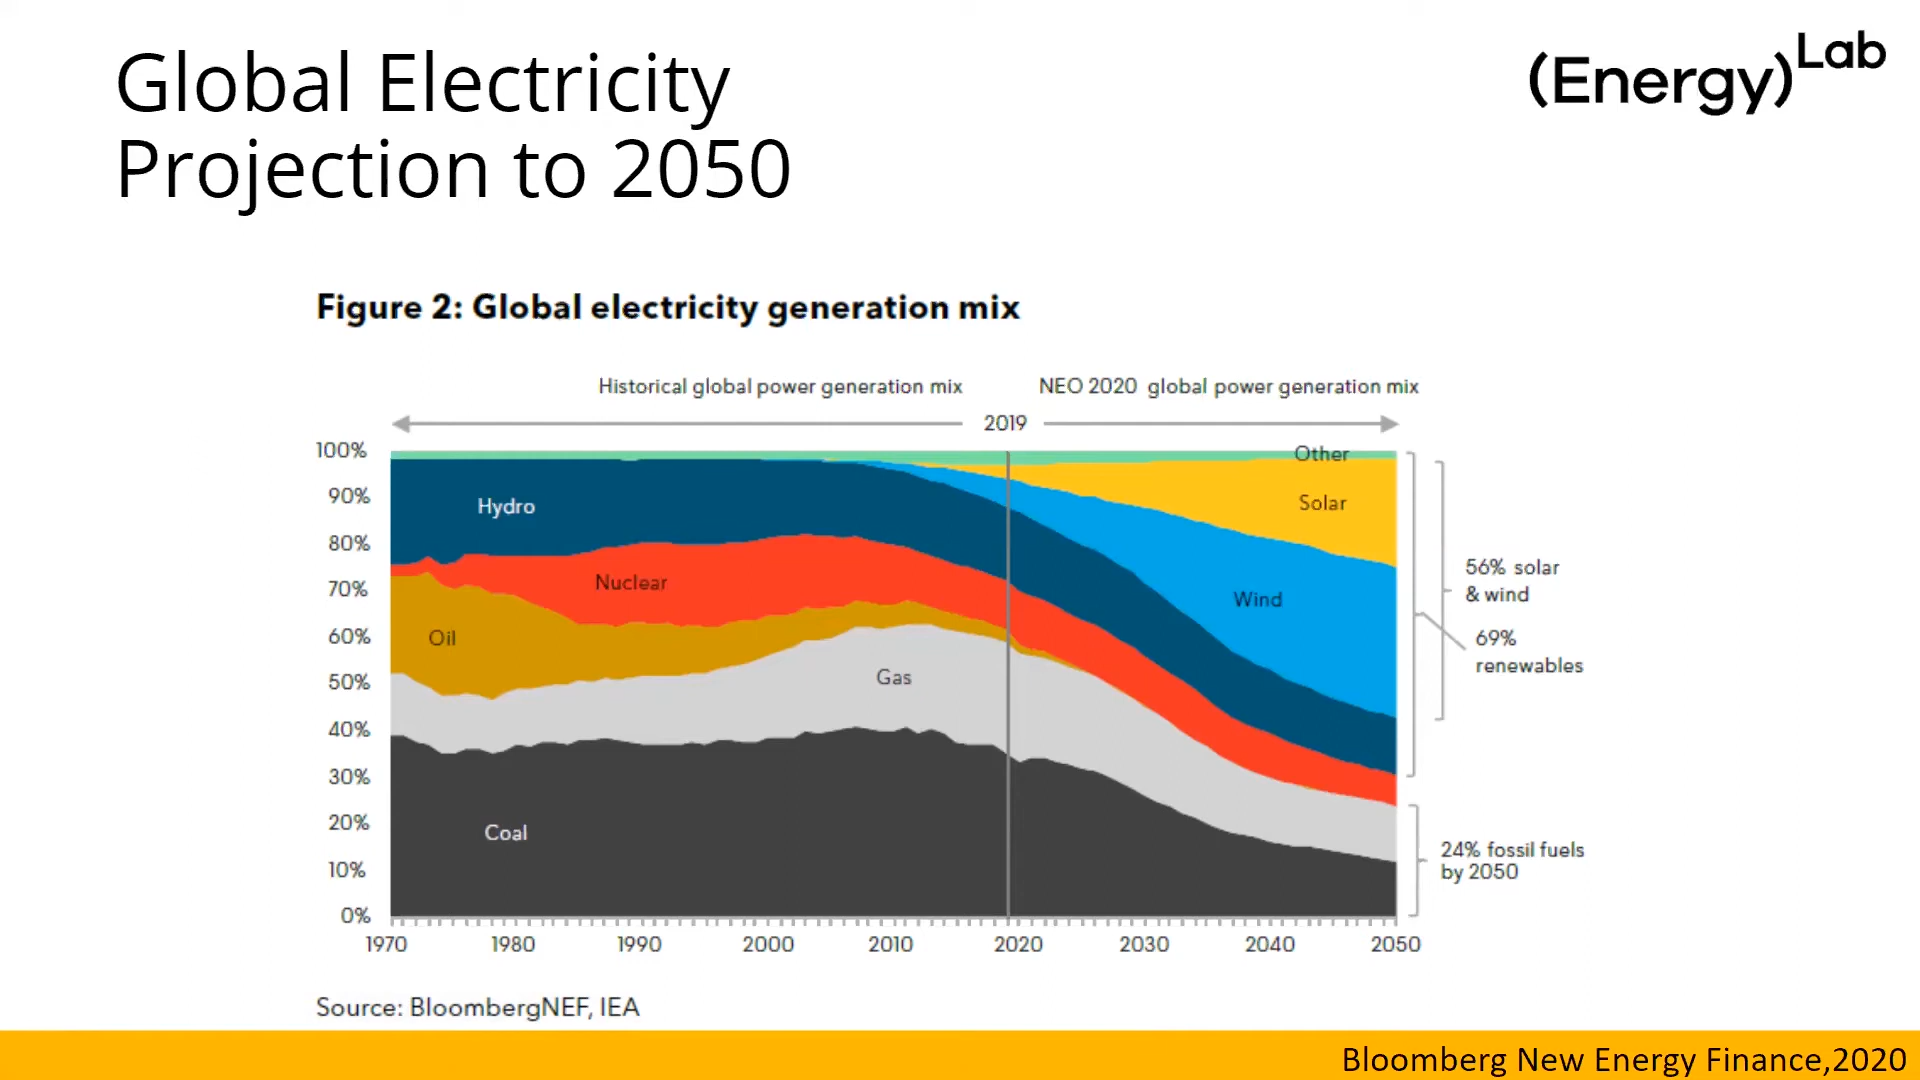 Global Electricity
Projection to 2050
(Energy)Lab
Figure 2: Global electricity generation mix
Historical global power generation mix
NEO 2020 global power generation mix
2019
100%
90%
80%
70%
60%
50%
40%
30%
20%
10%
0%
Other
Solar
Hydro
Wind
Nuclear
Oil
Gas
Coal
56% solar
& wind
69%
renewables
24% fossil fuels
by 2050
1970 1980 1990 2000 2010 2020 2030 2040 2050
Source: BloombergNEF, IEA
Bloomberg New Energy Finance,2020